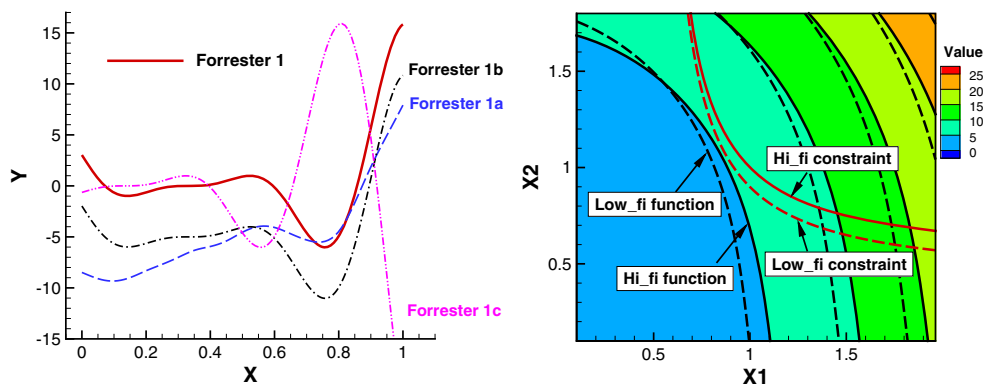 15
10
5
0
-5
-10
-15
Y
0
0.2
0.4
0.6
0.8
1
X
Forrester 1
Forrester 1b
Forrester 1a
Forrester 1c
1.5
1
0.5
X2
0.5
1
1.5
X1
Hi_fi constraint
Low_fi function
Hi_fi function
Low_fi constraint
Value
25
20
15
10
5
0